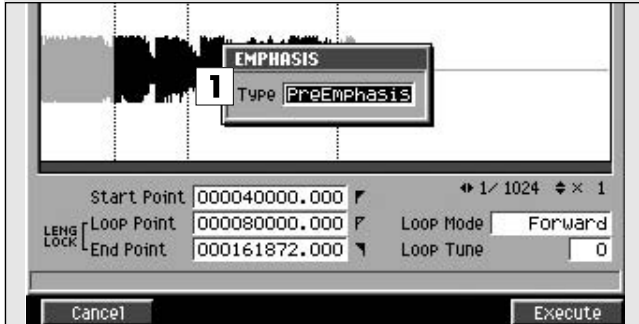 EMPHASIS
1
Type PreEmphasis
1/1024 × 1
Start Point 000040000.000
LENG LOCK
Loop Point 000080000.000 Loop Mode Forward
End Point 000161872.000 Loop Tune 0
Cancel Execute